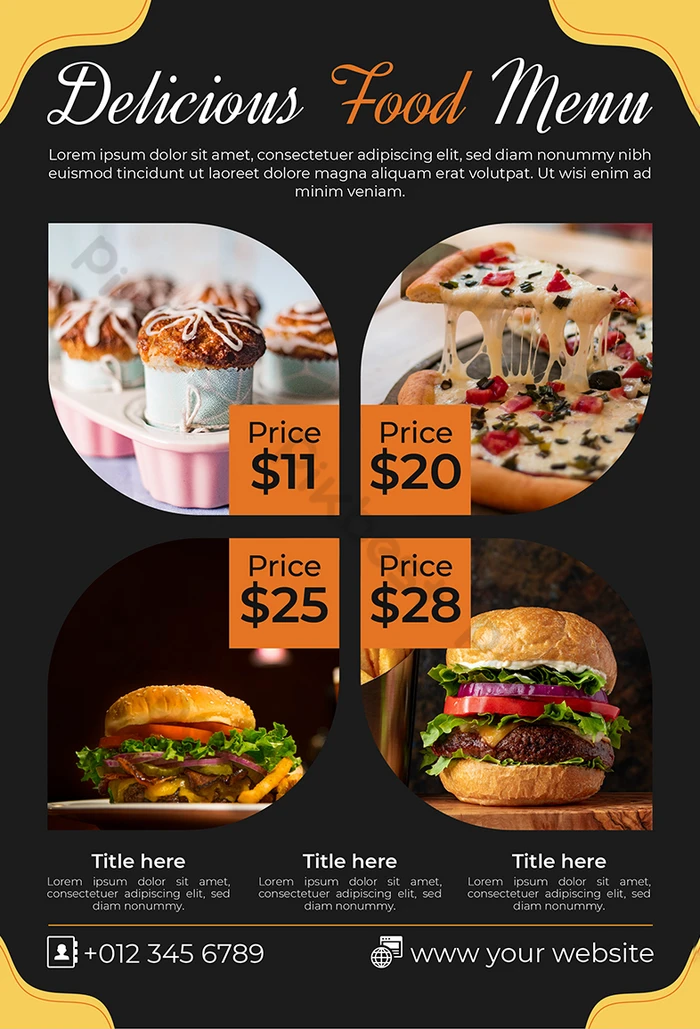 Delicious Food Menu
Lorem ipsum dolor sit amet, consectetuer adipiscing elit, sed diam nonummy nibh
euismod tincidunt ut laoreet dolore magna aliquam erat volutpat. Ut wisi enim ad
minim veniam.
Price
$11
Price
$20
Price
$25
Price
$28
Title here
Lorem ipsum dolor sit amet,
consectetuer adipiscing elit, sed
diam nonummy.
Title here
Lorem ipsum dolor sit amet,
consectetuer adipiscing elit, sed
diam nonummy.
Title here
Lorem ipsum dolor sit amet,
consectetuer adipiscing elit, sed
diam nonummy.
+012 345 6789
www your website